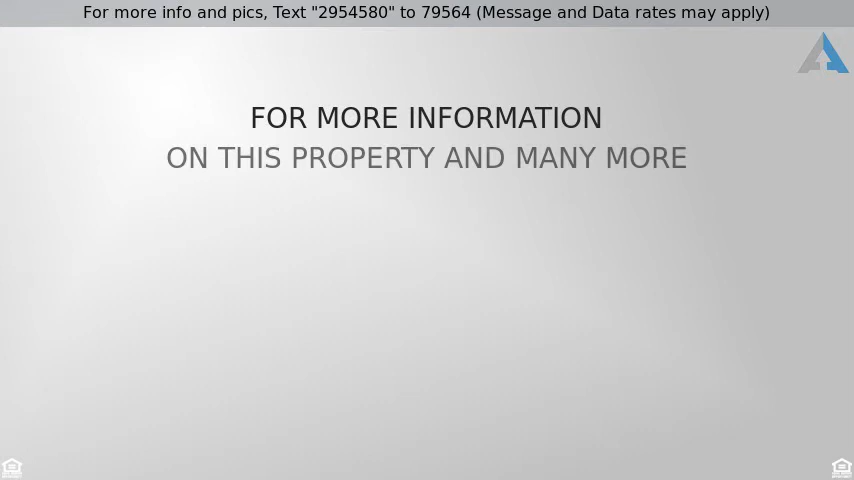 For more info and pics, Text "2954580" to 79564 (Message and Data rates may apply)
FOR MORE INFORMATION
ON THIS PROPERTY AND MANY MORE